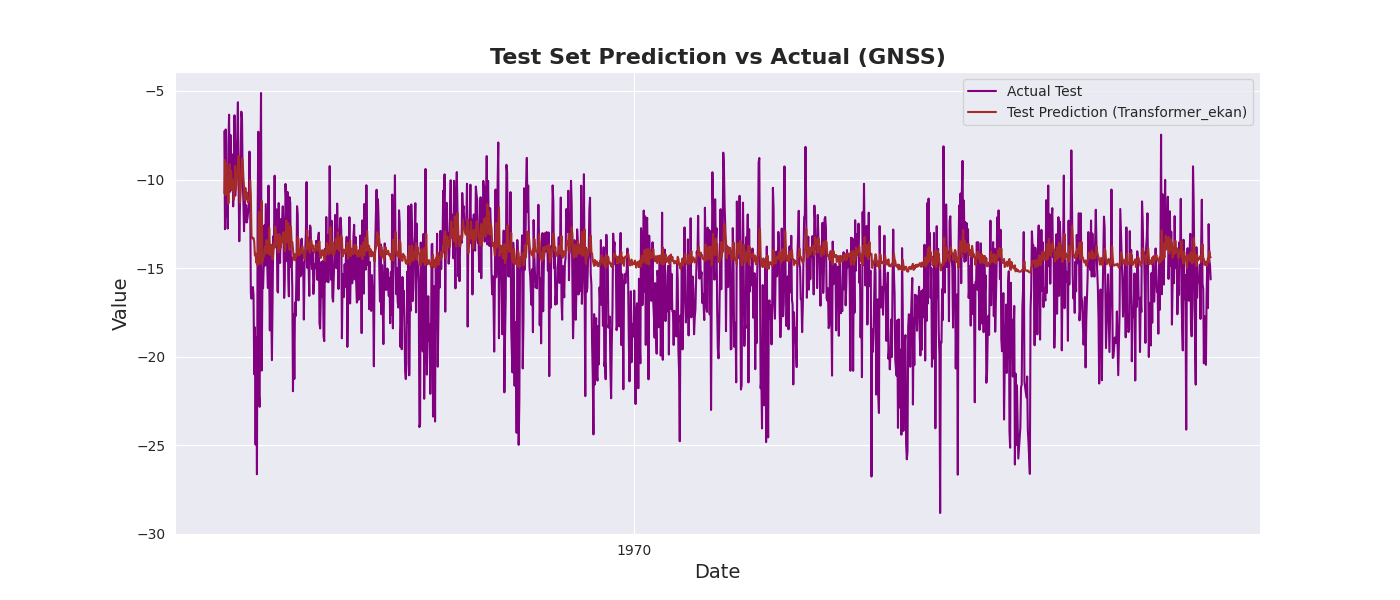 Test Set Prediction vs Actual (GNSS)
Actual Test
Test Prediction (Transformer_ekan)
−5
−10
−15
−20
−25
−30
Value
1970
Date